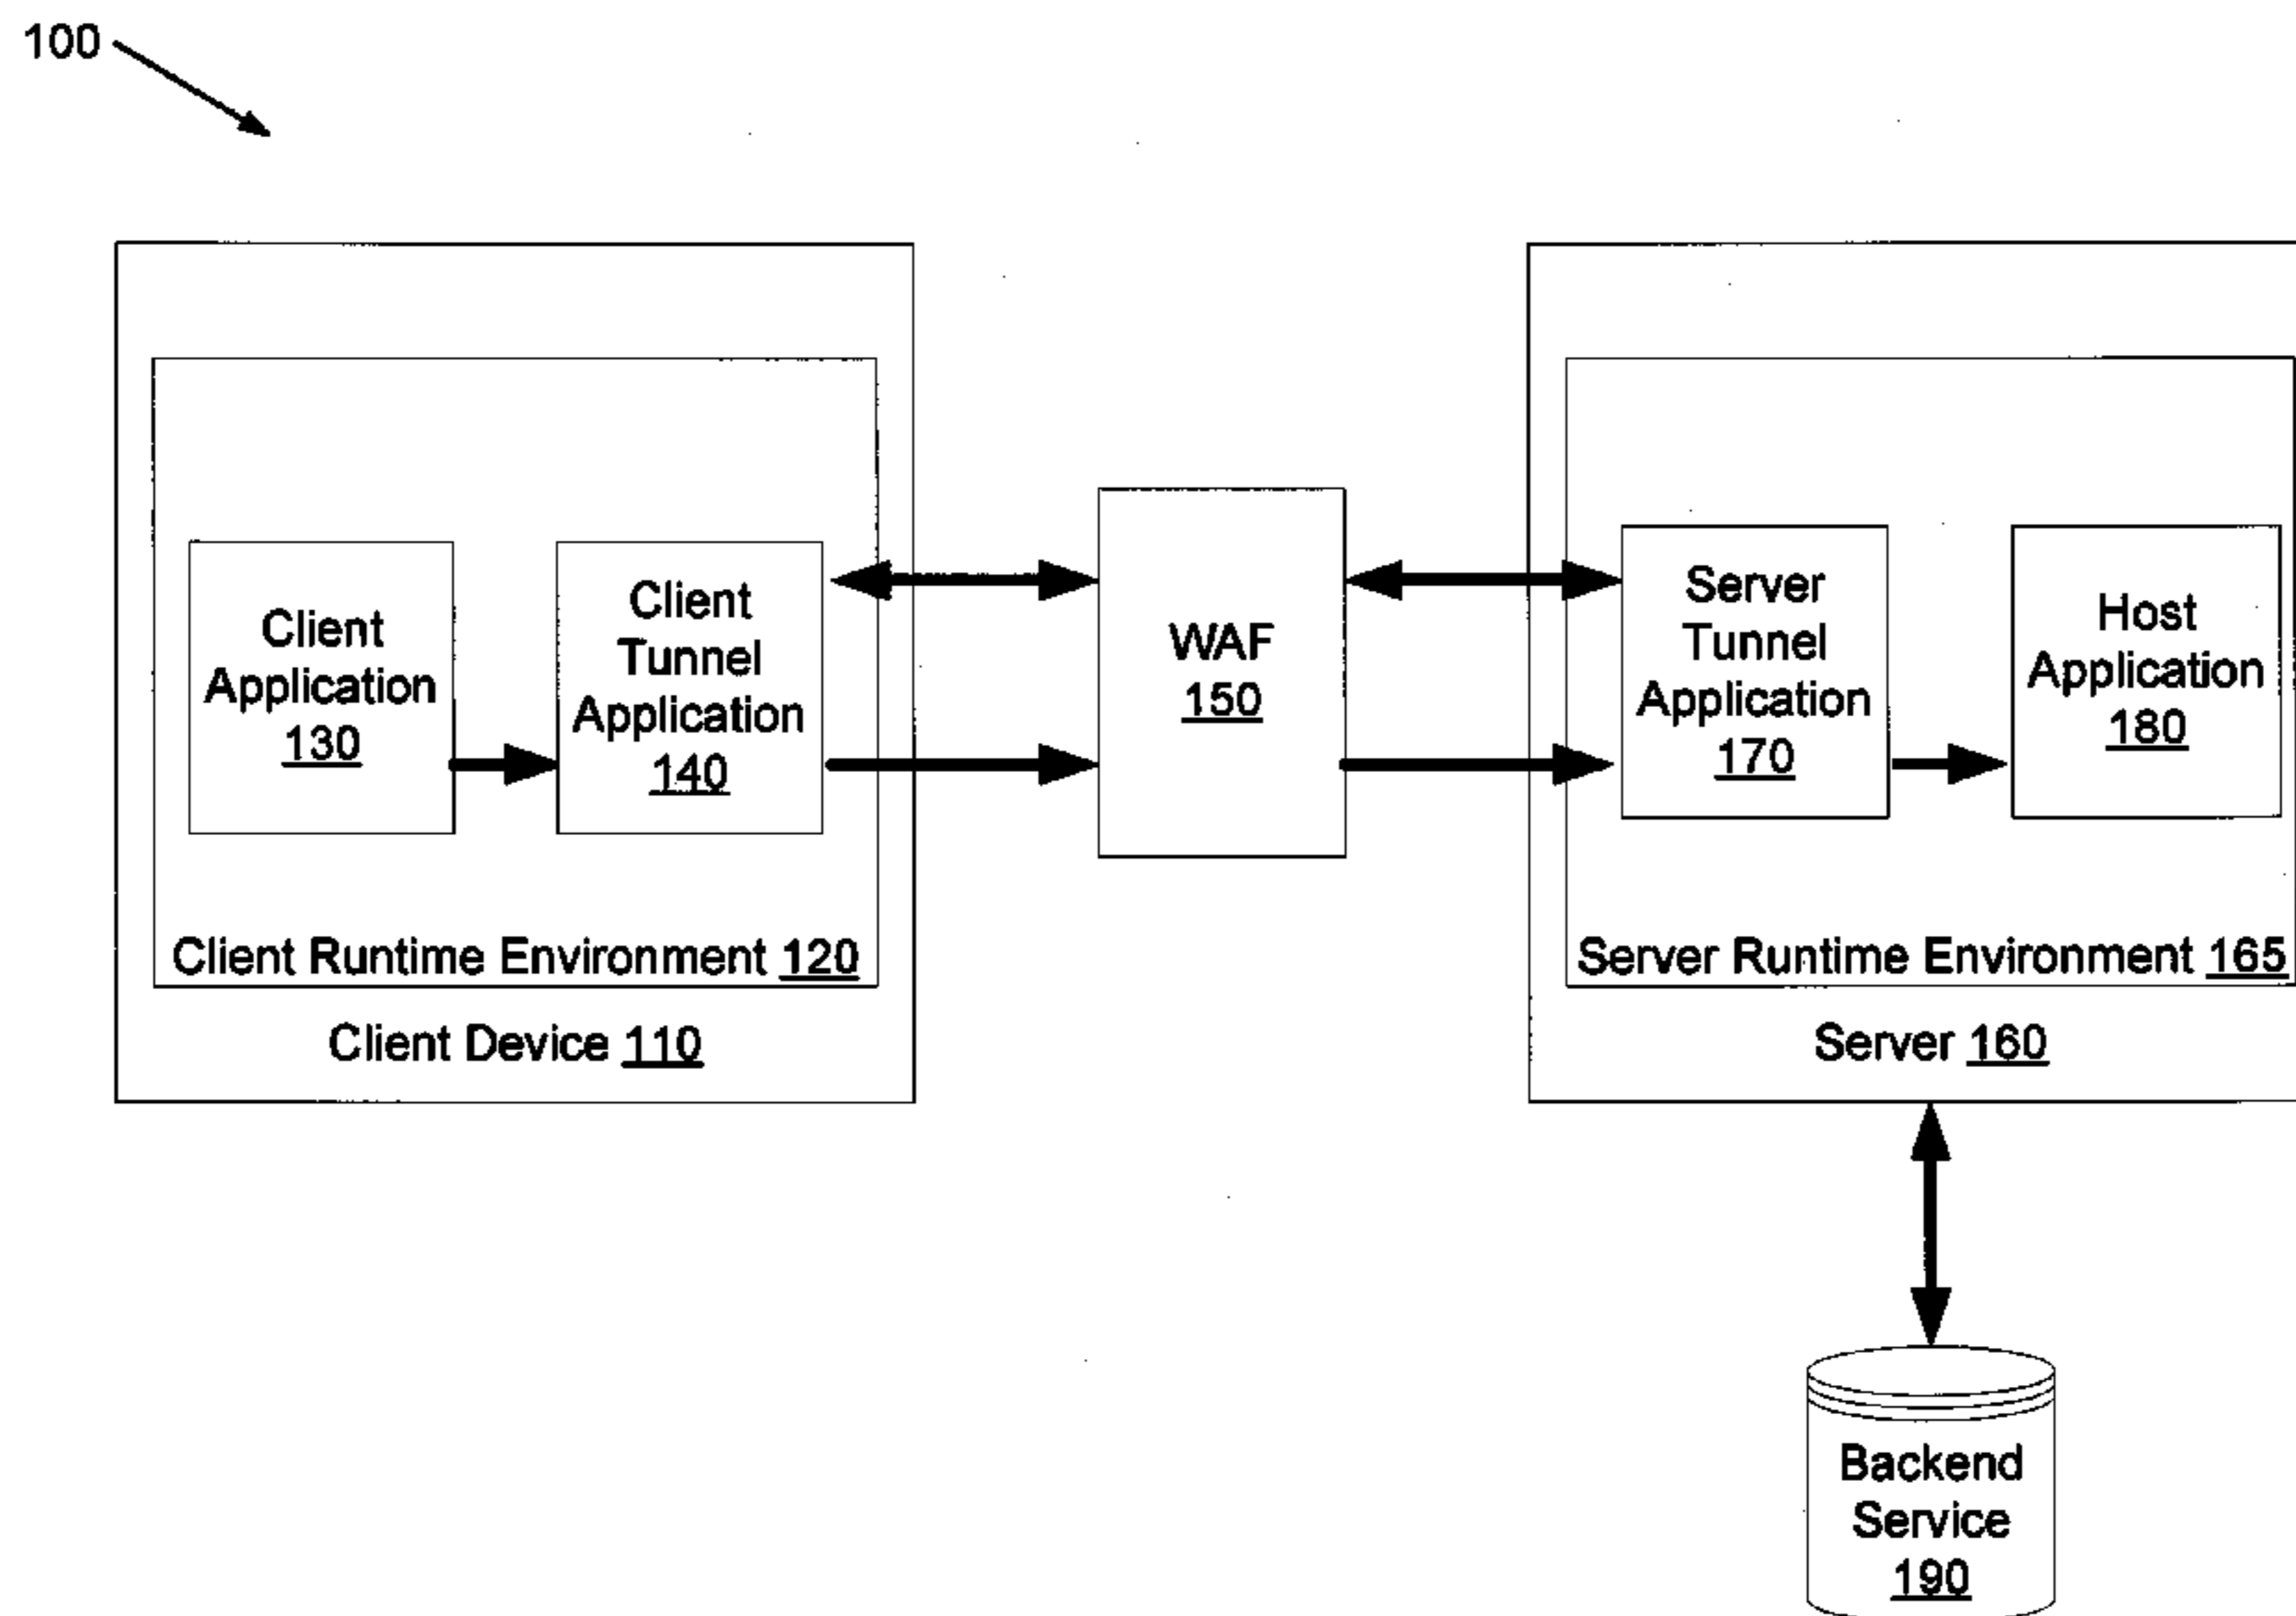 100
Client
Application
130
Client
Tunnel
Application
140
WAF
150
Server
Tunnel
Application
170
Host
Application
180
Client Runtime Environment 120
Server Runtime Environment 165
Client Device 110
Server 160
Backend
Service
190